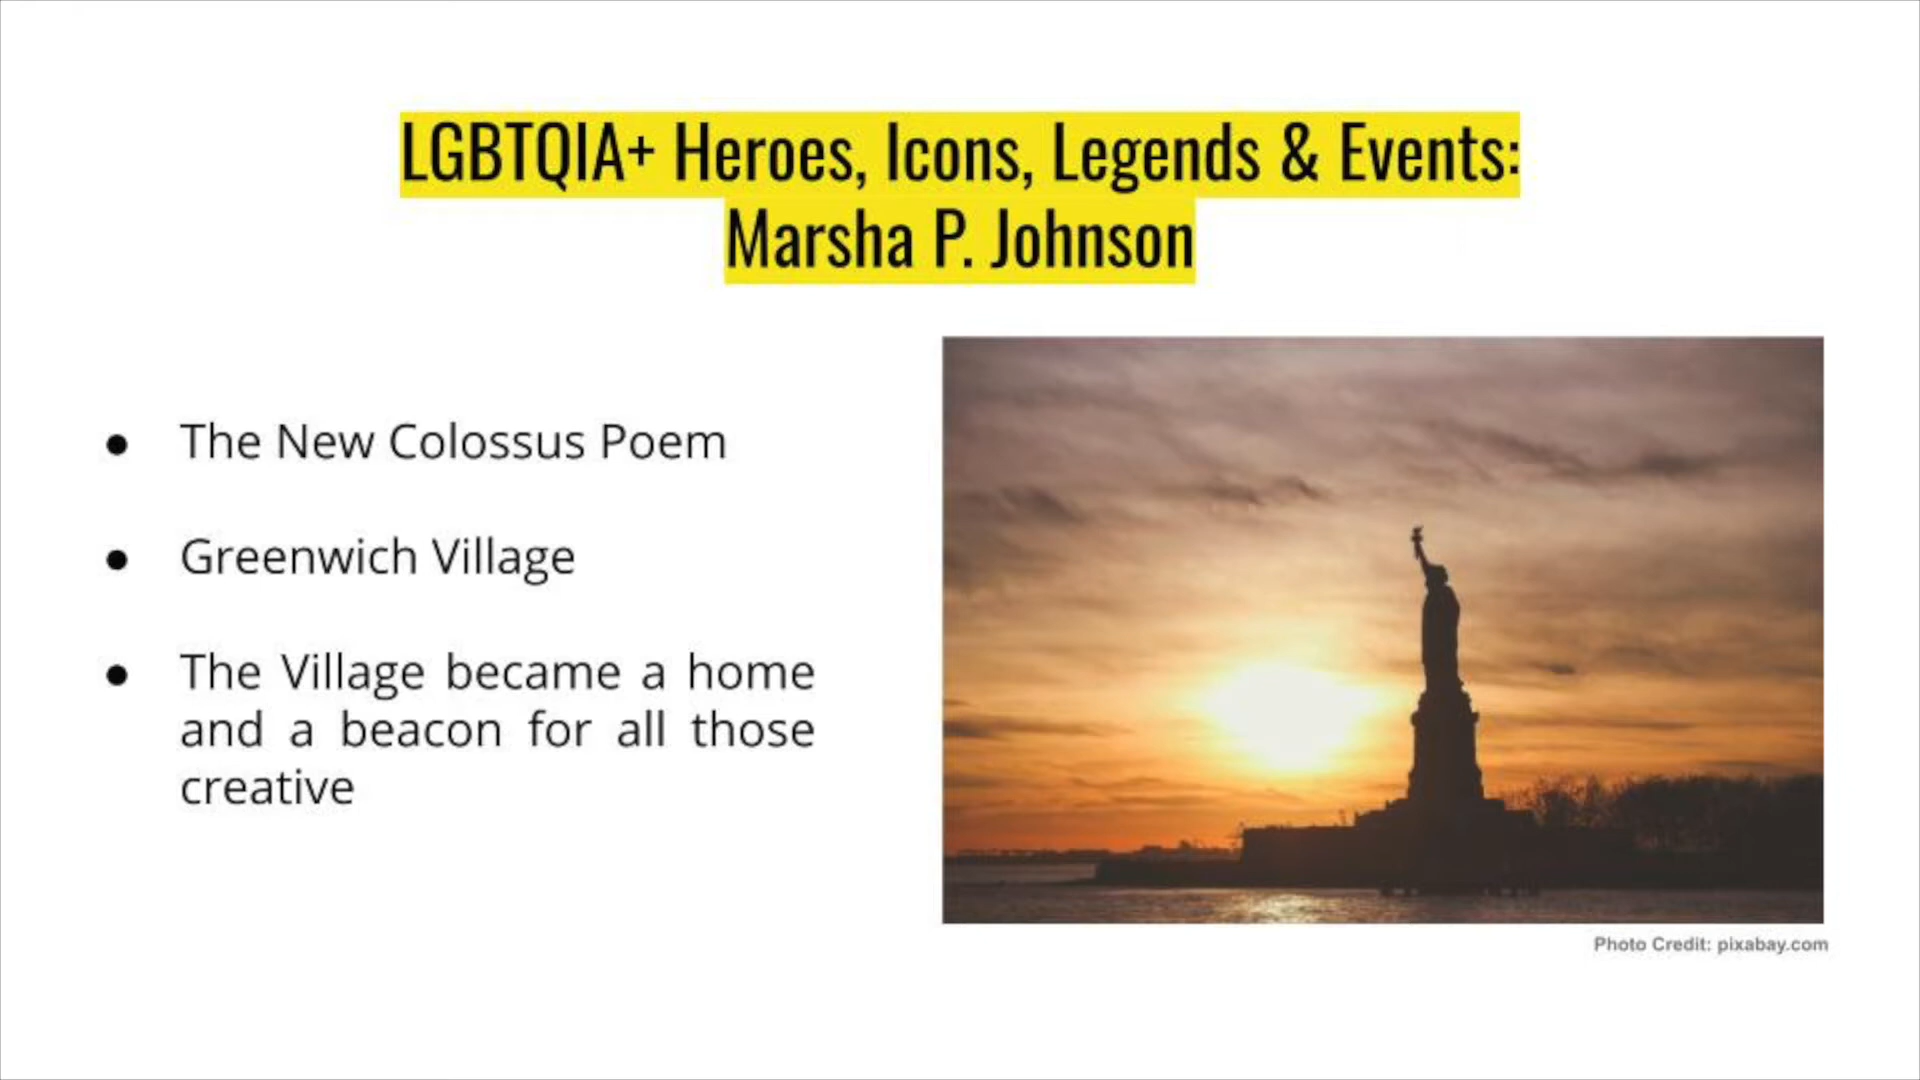 LGBTQIA+ Heroes, Icons, Legends & Events:
Marsha P. Johnson
● The New Colossus Poem
● Greenwich Village
● The Village became a home
and a beacon for all those
creative
Photo Credit: pixabay.com